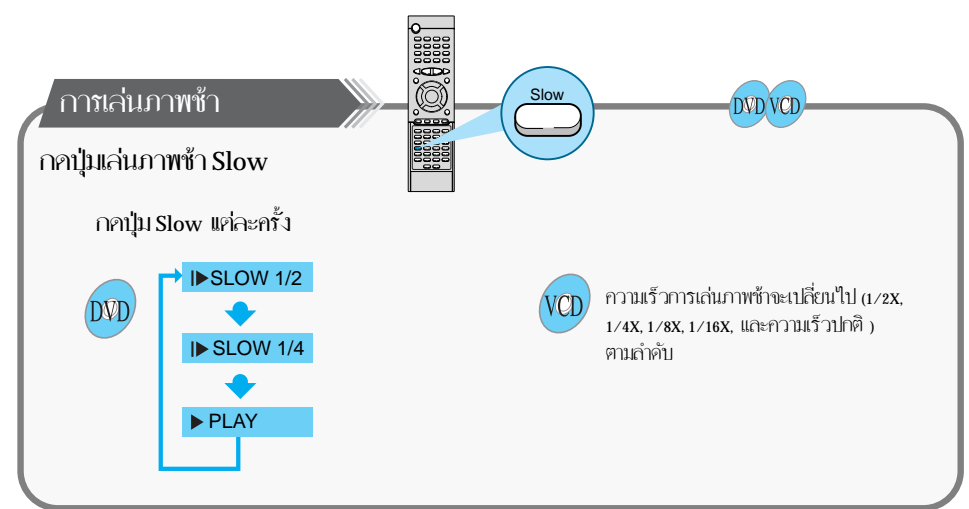 การเล่นภาพช้า
Slow
DVD VCD
กดปุ่มเล่นภาพช้า Slow
กดปุ่ม Slow แต่ละครั้ง
DVD
SLOW 1/2
SLOW 1/4
PLAY
VCD
ความเร็วการเล่นภาพช้าจะเปลี่ยนไป (1/2X,
1/4X, 1/8X, 1/16X, และความเร็วปกติ )
ตามลำดับ